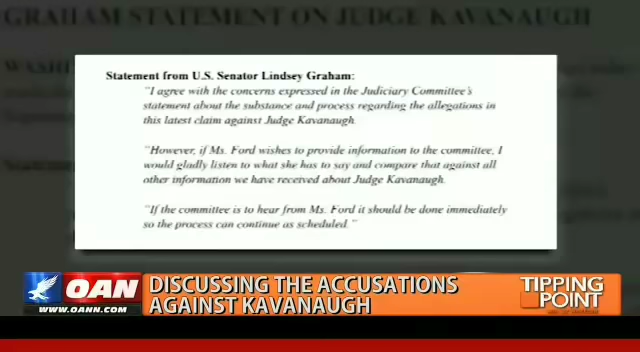 GRAHAM STATEMENT ON JUDGE KAVANAUGH
Statement from U.S. Senator Lindsey Graham:
"I agree with the concerns expressed in the Judiciary Committee's
statement about the substance and process regarding the allegations in
this latest claim against Judge Kavanaugh.
"However, if Ms. Ford wishes to provide information to the committee, I
would gladly listen to what she has to say and compare that against all
other information we have received about Judge Kavanaugh.
"If the committee is to hear from Ms. Ford it should be done immediately
so the process can continue as scheduled."
OAN
WWW.OANN.COM
DISCUSSING THE ACCUSATIONS
AGAINST KAVANAUGH
TIPPING
POINT